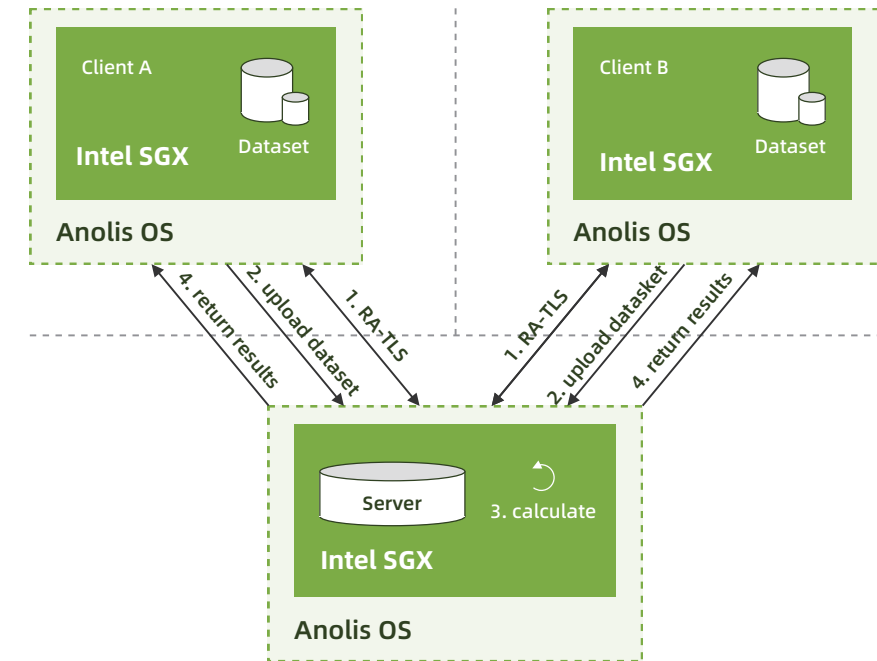 Client A
Dataset
Intel SGX
Anolis OS
Client B
Dataset
Intel SGX
Anolis OS
4. return results
2. upload dataset
1. RA-TLS
1. RA-TLS
2. upload datasket
4. return results
Server
3. calculate
Intel SGX
Anolis OS